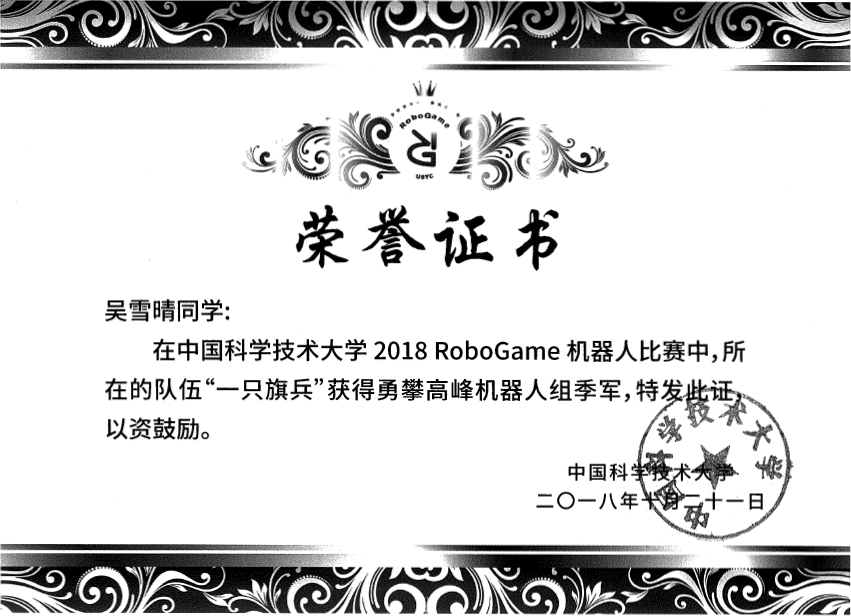 RoboGame
R
USTC
荣誉证书
吴雪晴同学:
在中国科学技术大学 2018 RoboGame 机器人比赛中,所
在的队伍“一只旗兵”获得勇攀高峰机器人组季军,特发此证,
以资鼓励。
中国科学技术大学
二〇一八年十月二十一日
中国科学技术大学